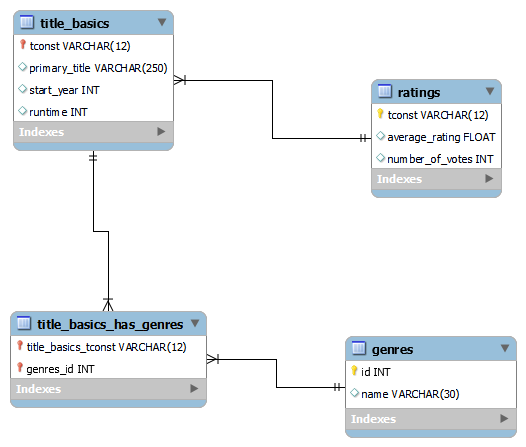 title_basics
tconst VARCHAR(12)
primary_title VARCHAR(250)
start_year INT
runtime INT
Indexes
ratings
tconst VARCHAR(12)
average_rating FLOAT
number_of_votes INT
Indexes
title_basics_has_genres
title_basics_tconst VARCHAR(12)
genres_id INT
Indexes
genres
id INT
name VARCHAR(30)
Indexes